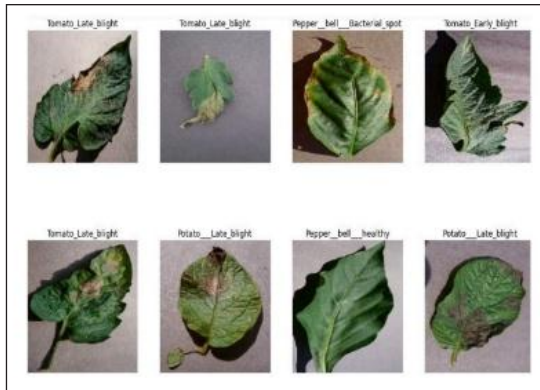 Tomato_Late_blight
Tomato_Late_blight
Pepper__bell___Bacterial_spot
Tomato_Early_blight
Tomato_Late_blight
Potato___Late_blight
Pepper__bell___healthy
Potato___Late_blight